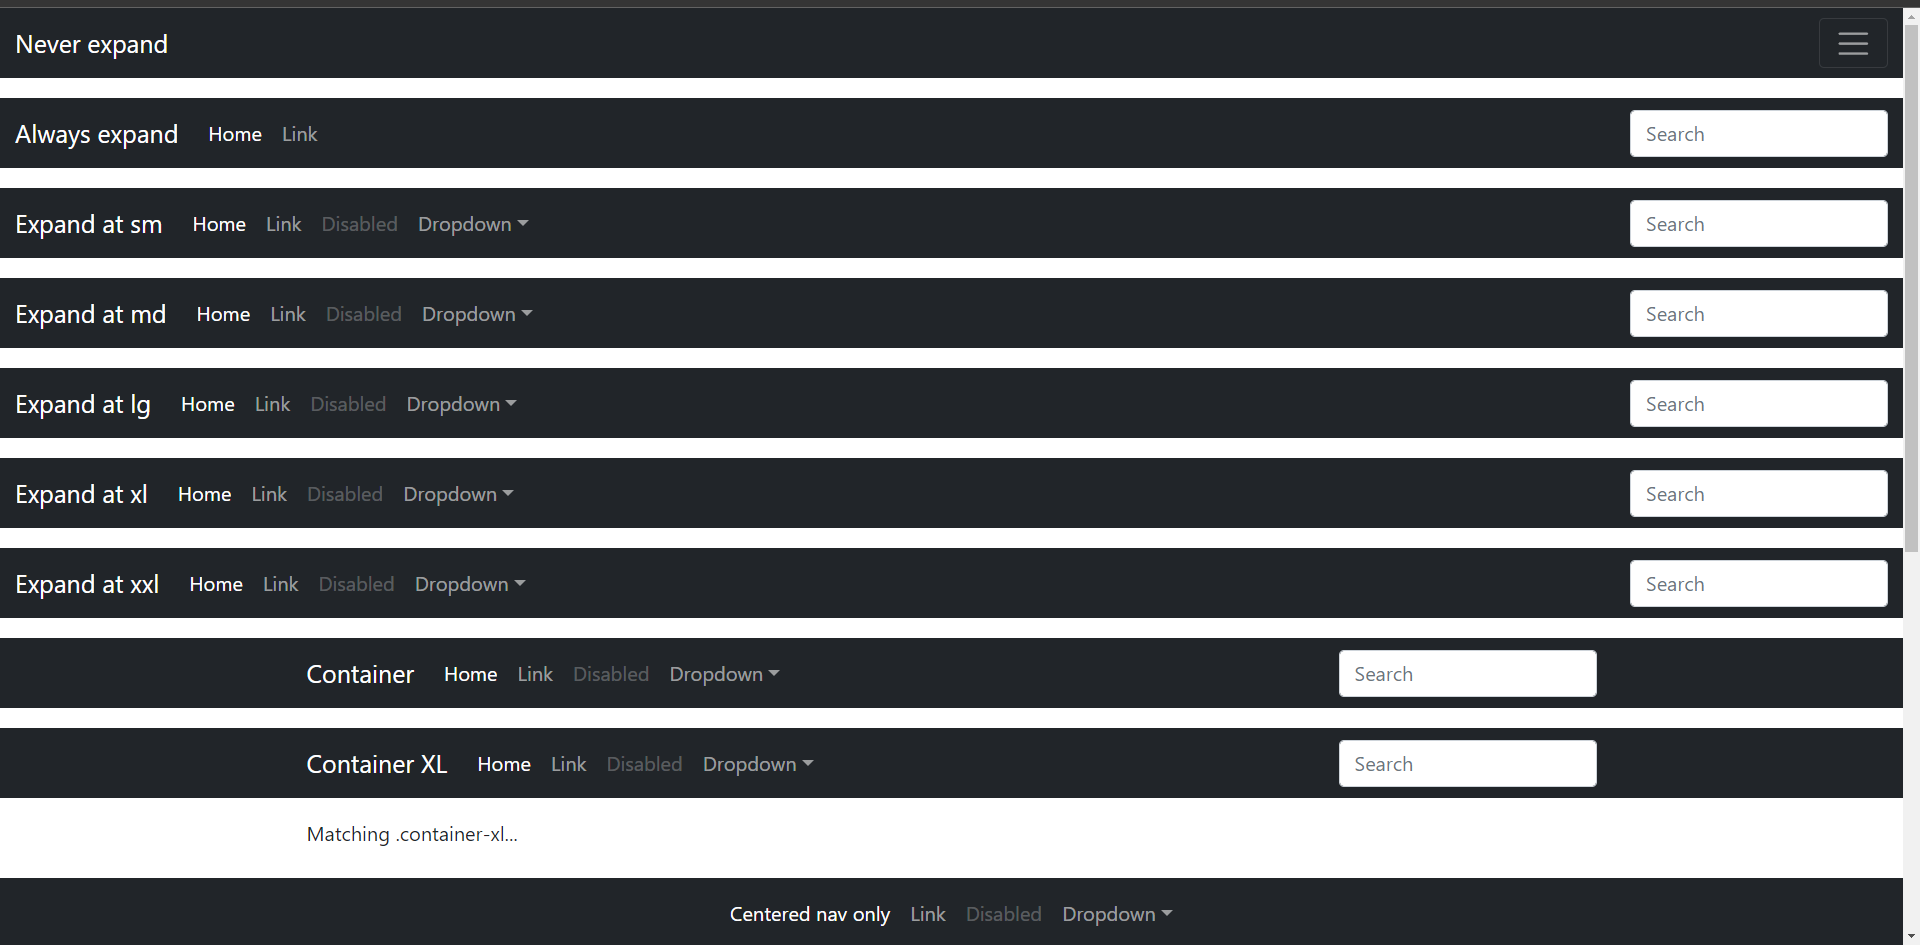 Never expand
Always expand Home Link Search
Expand at sm Home Link Disabled Dropdown Search
Expand at md Home Link Disabled Dropdown Search
Expand at lg Home Link Disabled Dropdown Search
Expand at xl Home Link Disabled Dropdown Search
Expand at xxl Home Link Disabled Dropdown Search
Container Home Link Disabled Dropdown Search
Container XL Home Link Disabled Dropdown Search
Matching .container-xl...
Centered nav only Link Disabled Dropdown